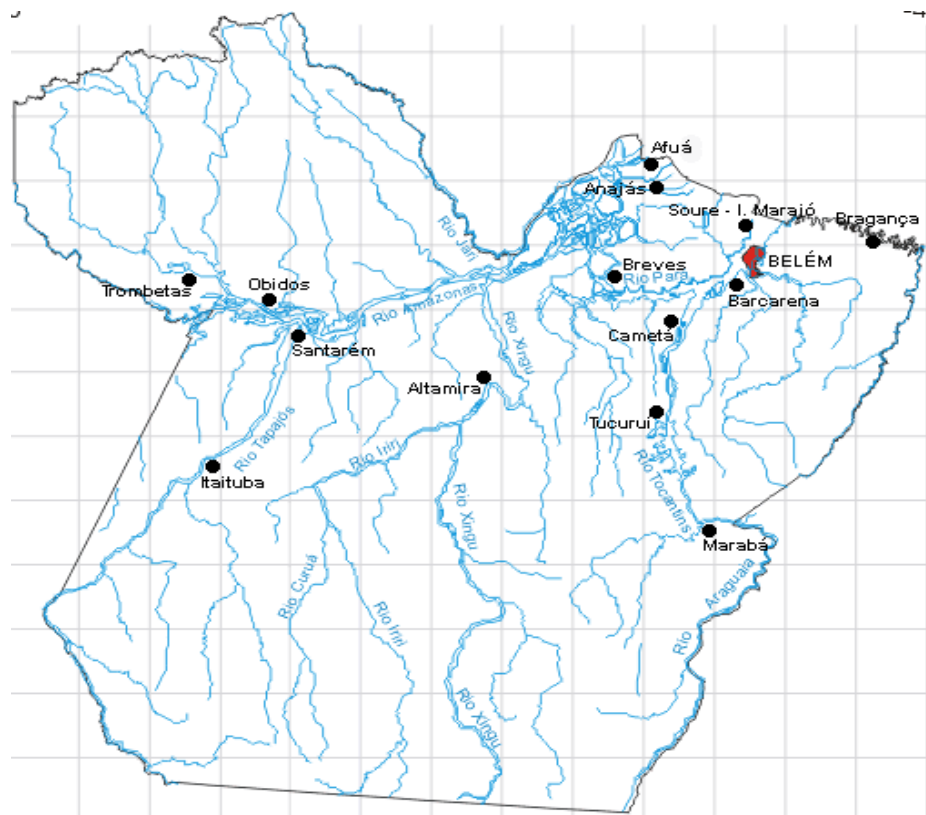 -4
Afuá
Anajás
Soure - I. Marajó
Bragança
Rio Jari
BELÉM
Breves
Rio Pará
Trombetas
Obidos
Barcarena
Rio Amazonas
Cametá
Santarém
Rio Xingu
Altamira
Tucuruí
Rio Tapajós
Rio Iriri
Itaituba
Rio Tocantins
Rio Xingu
Marabá
Rio Curuá
Araguaia
Rio Iriri
Rio
Rio Xingu